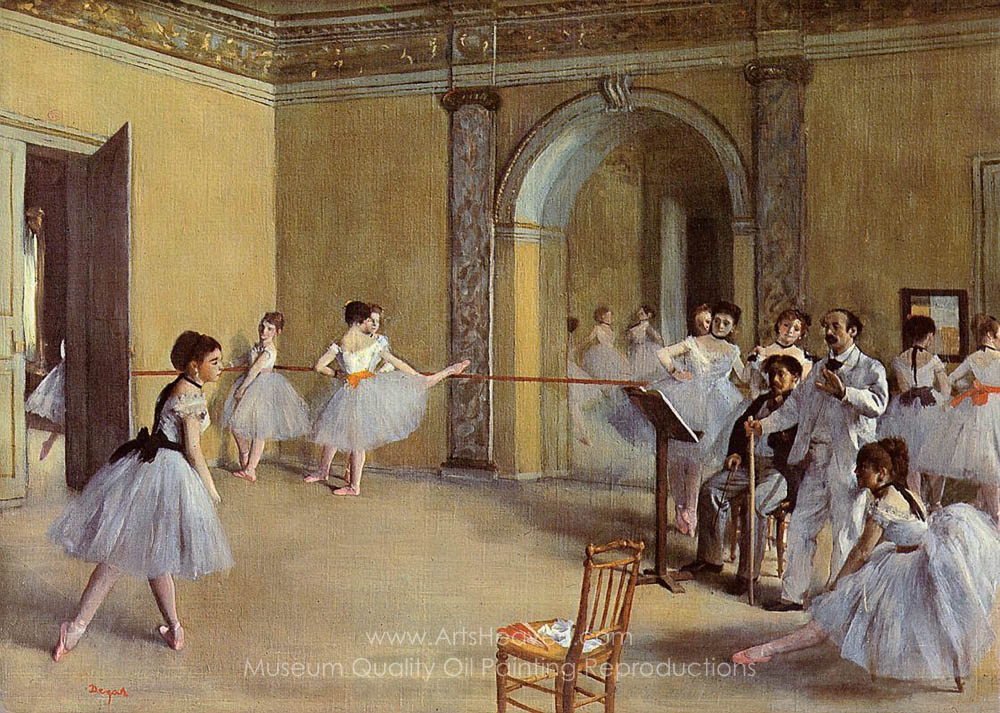 www.ArtsHeaven.com
Museum Quality Oil Painting Reproductions
Degas